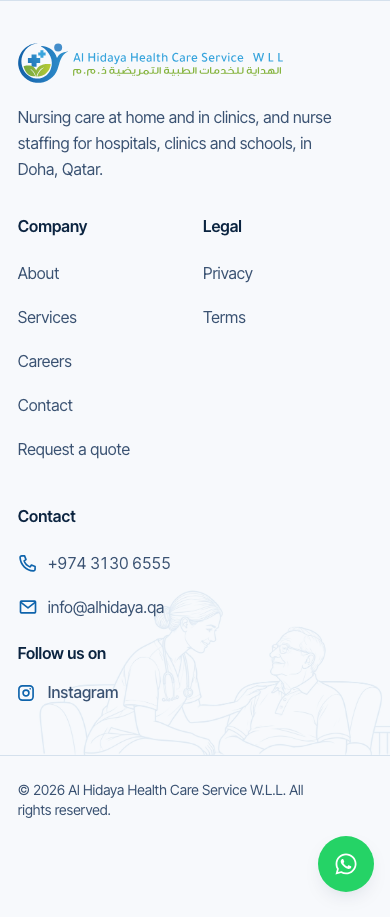 Al Hidaya Health Care Service W L L
الهداية للخدمات الطبية التمريضية ذ.م.م
Nursing care at home and in clinics, and nurse
staffing for hospitals, clinics and schools, in
Doha, Qatar.
Company
Legal
About
Privacy
Services
Terms
Careers
Contact
Request a quote
Contact
+974 3130 6555
info@alhidaya.qa
Follow us on
Instagram
© 2026 Al Hidaya Health Care Service W.L.L. All
rights reserved.